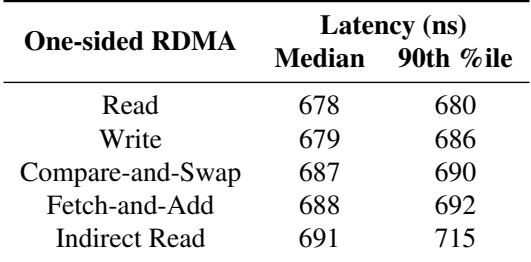 One-sided RDMA Latency (ns)
Median 90th %ile
Read 678 680
Write 679 686
Compare-and-Swap 687 690
Fetch-and-Add 688 692
Indirect Read 691 715